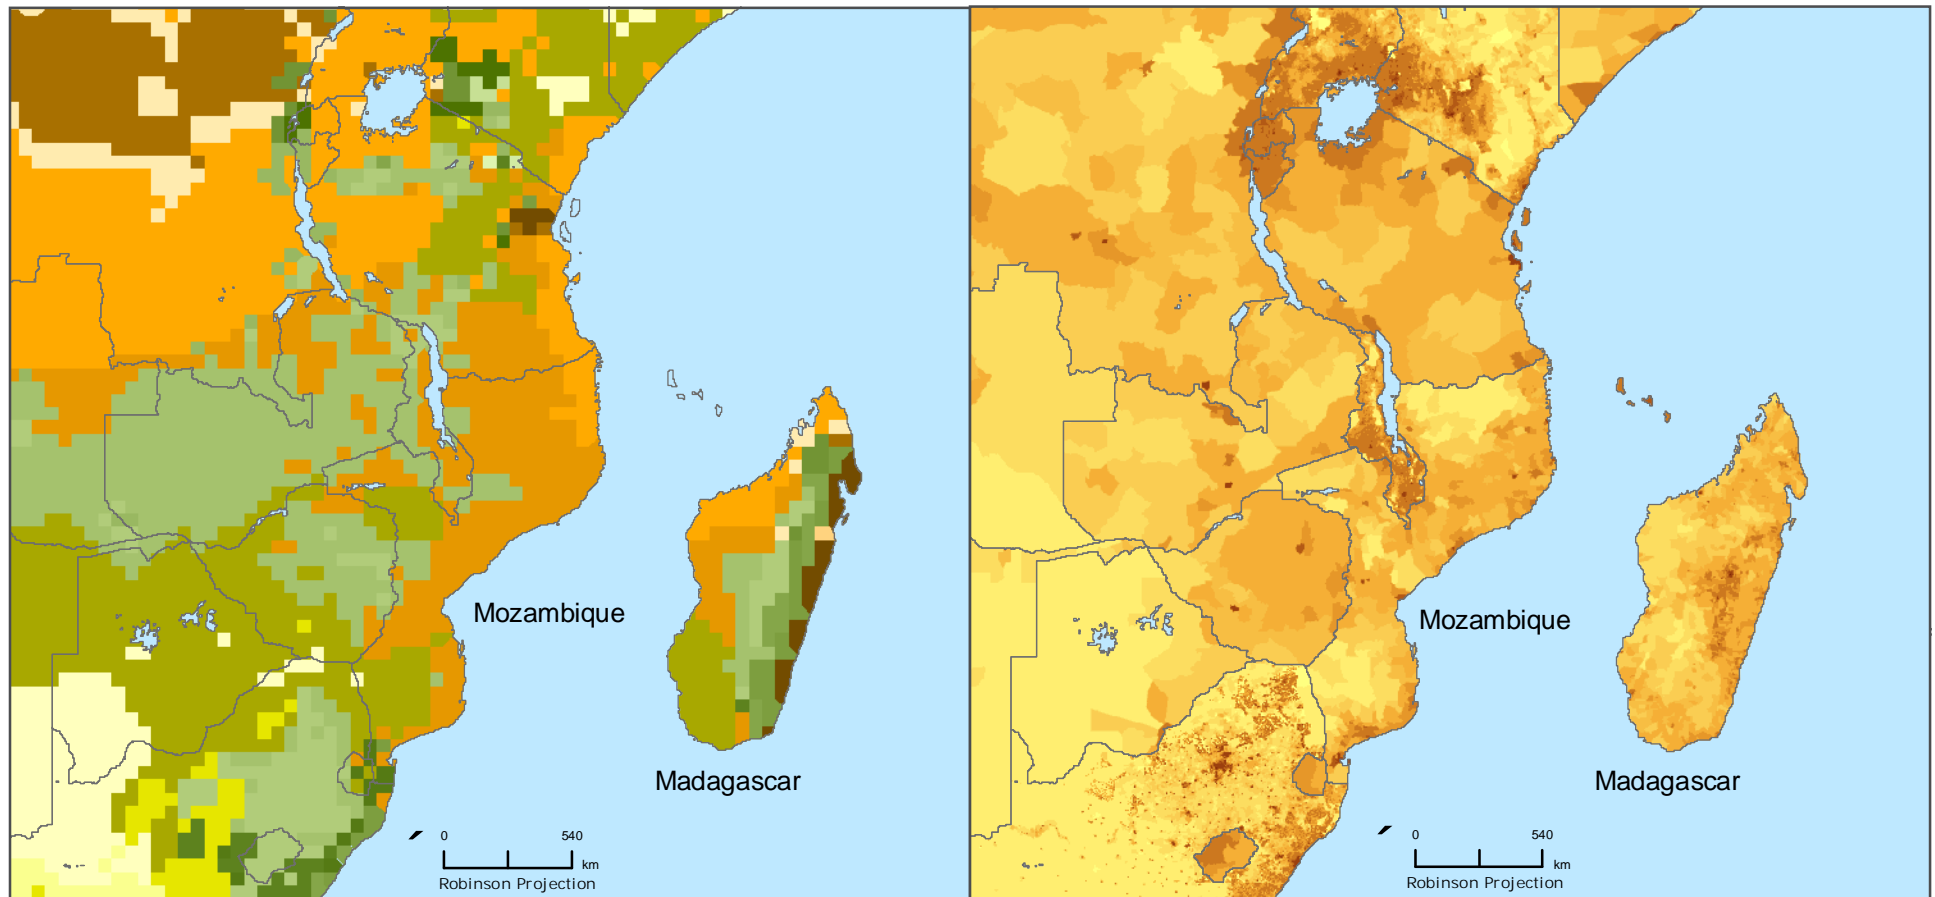 Mozambique
Madagascar
0 540
km
Robinson Projection
Mozambique
Madagascar
0 540
km
Robinson Projection